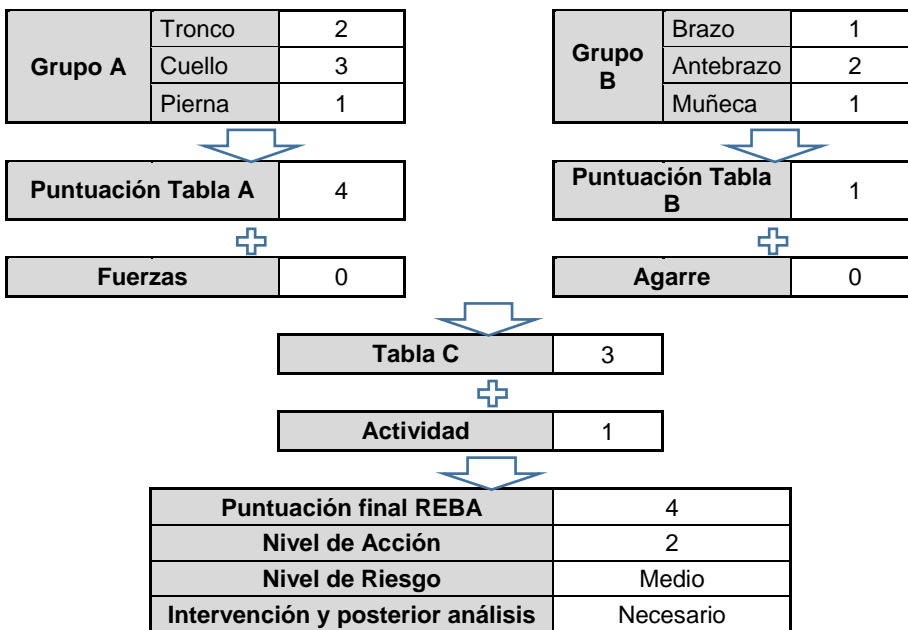 Grupo A
Tronco 2
Cuello 3
Pierna 1
Grupo
B
Brazo 1
Antebrazo 2
Muñeca 1
Puntuación Tabla A 4
Puntuación Tabla
B
1
Fuerzas 0
Agarre 0
Tabla C 3
Actividad 1
Puntuación final REBA 4
Nivel de Acción 2
Nivel de Riesgo Medio
Intervención y posterior análisis Necesario